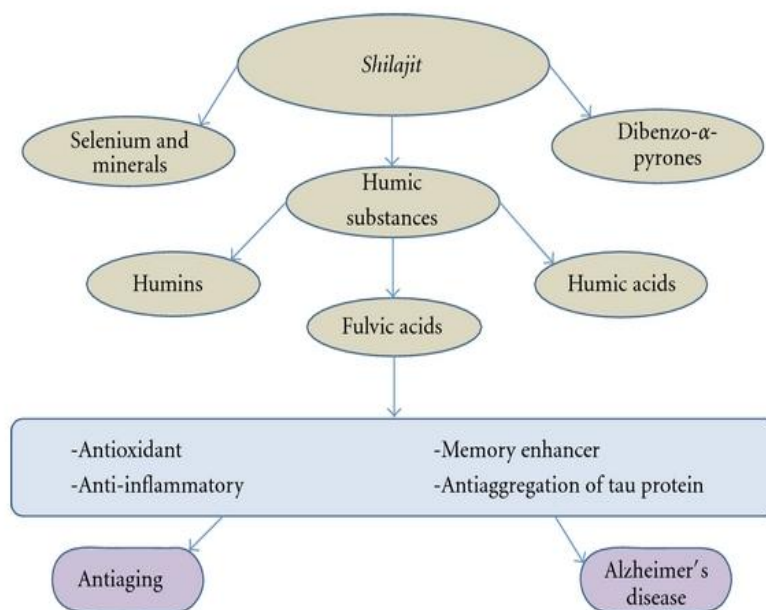 Shilajit
Selenium and
minerals
Dibenzo-α-
pyrones
Humic
substances
Humins
Humic acids
Fulvic acids
-Antioxidant
-Memory enhancer
-Anti-inflammatory
-Antiaggregation of tau protein
Antiaging
Alzheimer's
disease